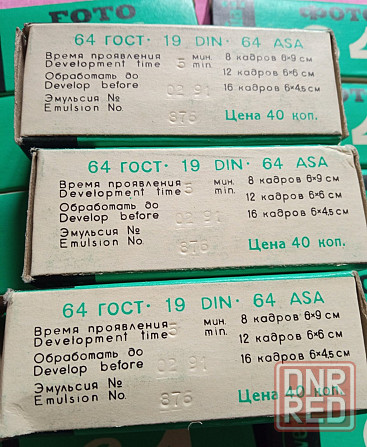 FOTO
ФОТО
64 ГОСТ· 19 DIN· 64 ASA
Время проявления 5 мин. 8 кадров 6×9 см
Development time min. 12 кадров 6×6 см
Обработать до 02 91 16 кадров 6×4,5 см
Develop before
Эмульсия № 876 Цена 40 коп.
Emulsion No.
64 ГОСТ· 19 DIN· 64 ASA
Время проявления 5 мин. 8 кадров 6×9 см
Development time min. 12 кадров 6×6 см
Обработать до 02 91 16 кадров 6×4,5 см
Develop before
Эмульсия № 876 Цена 40 коп.
Emulsion No.
64 ГОСТ· 19 DIN· 64 ASA
Время проявления 5 мин. 8 кадров 6×9 см
Development time min. 12 кадров 6×6 см
Обработать до 02 91 16 кадров 6×4,5 см
Develop before
Эмульсия № 876 Цена 40 коп.
Emulsion No.
DNR
RED